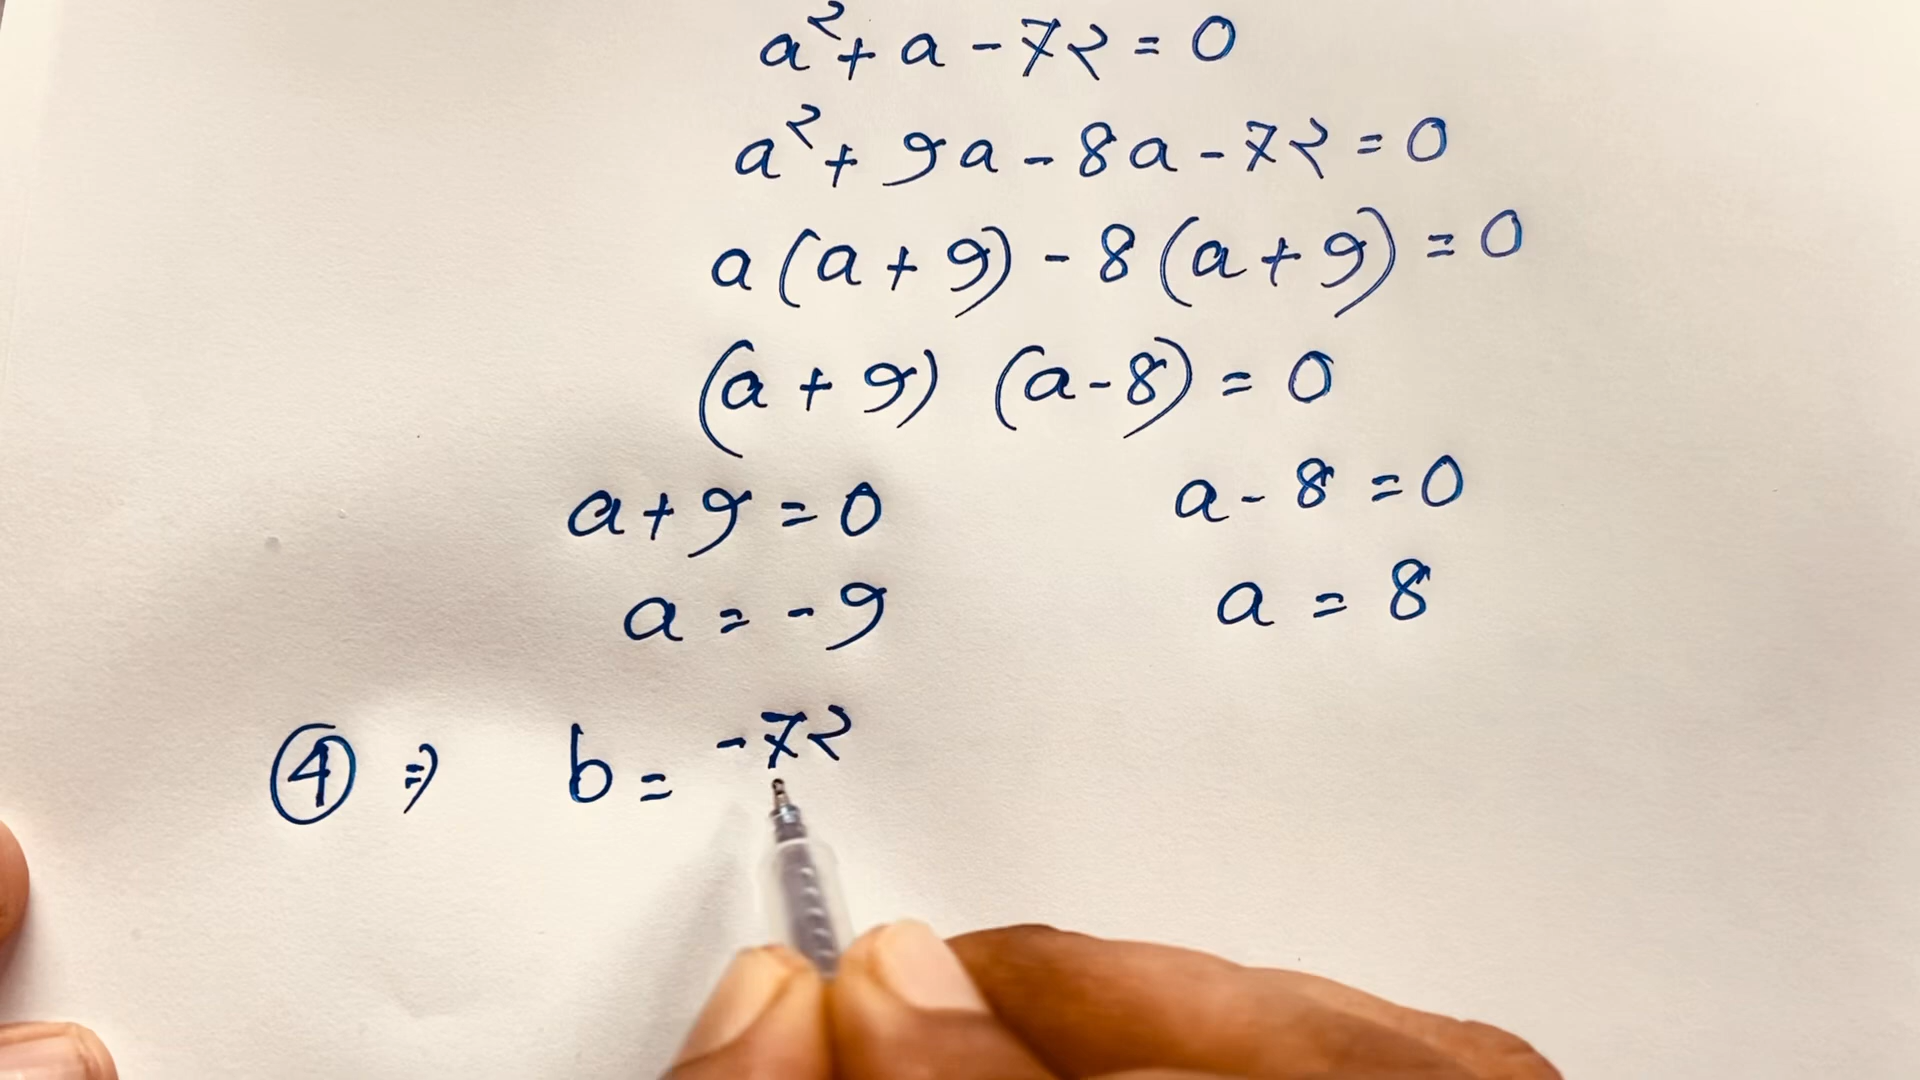 a² + a - 72 = 0
a² + 9a - 8a - 72 = 0
a (a + 9) - 8 (a + 9) = 0
(a + 9) (a - 8) = 0
a + 9 = 0 a - 8 = 0
a = - 9 a = 8
④ ⇒ b = -72